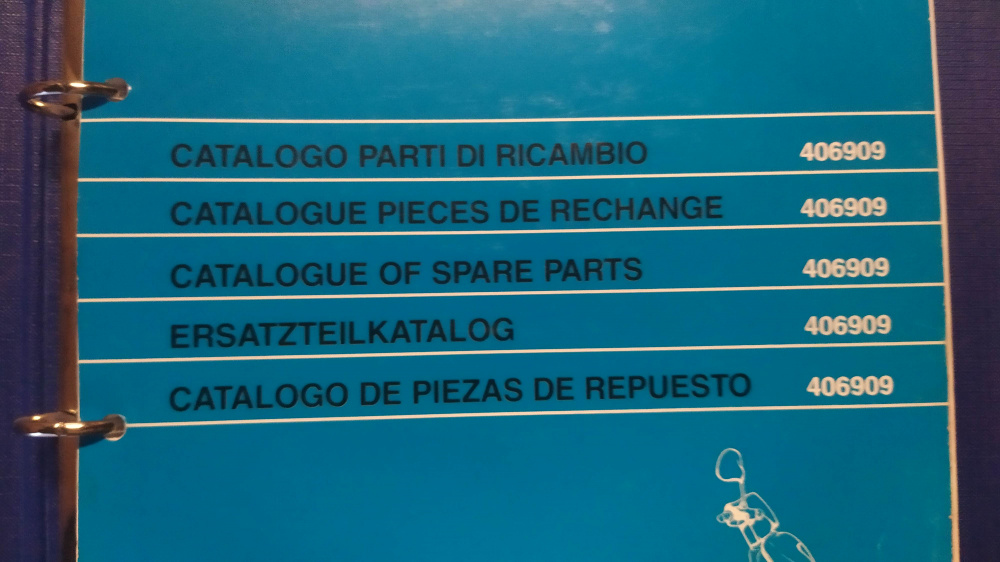 CATALOGO PARTI DI RICAMBIO 406909
CATALOGUE PIECES DE RECHANGE 406909
CATALOGUE OF SPARE PARTS 406909
ERSATZTEILKATALOG 406909
CATALOGO DE PIEZAS DE REPUESTO 406909